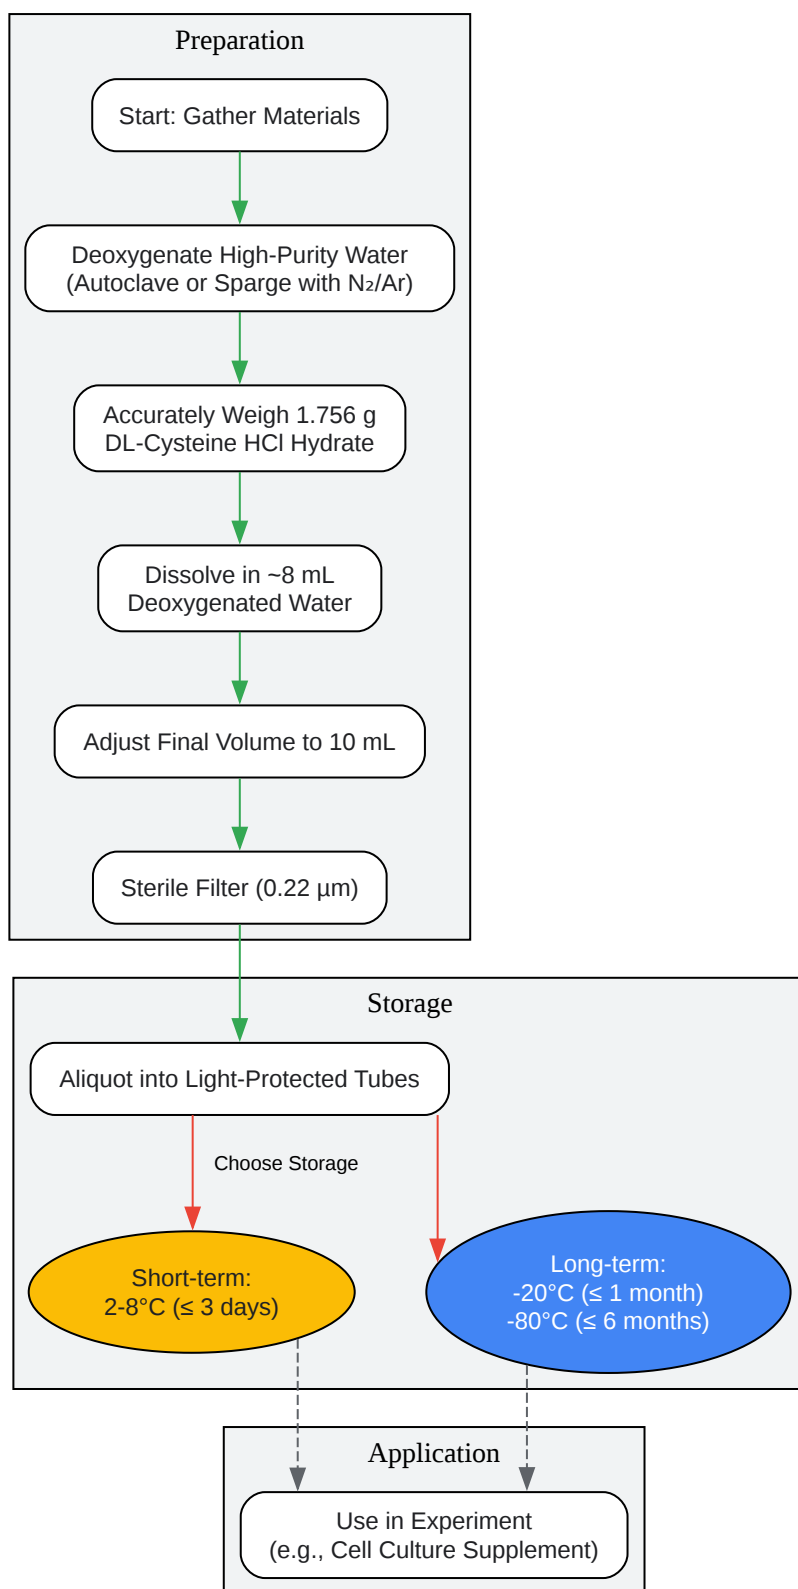 Preparation
Start: Gather Materials
Deoxygenate High-Purity Water
(Autoclave or Sparge with N₂/Ar)
Accurately Weigh 1.756 g
DL-Cysteine HCl Hydrate
Dissolve in ~8 mL
Deoxygenated Water
Adjust Final Volume to 10 mL
Sterile Filter (0.22 µm)
Storage
Aliquot into Light-Protected Tubes
Choose Storage
Short-term:
2-8°C (≤ 3 days)
Long-term:
-20°C (≤ 1 month)
-80°C (≤ 6 months)
Application
Use in Experiment
(e.g., Cell Culture Supplement)